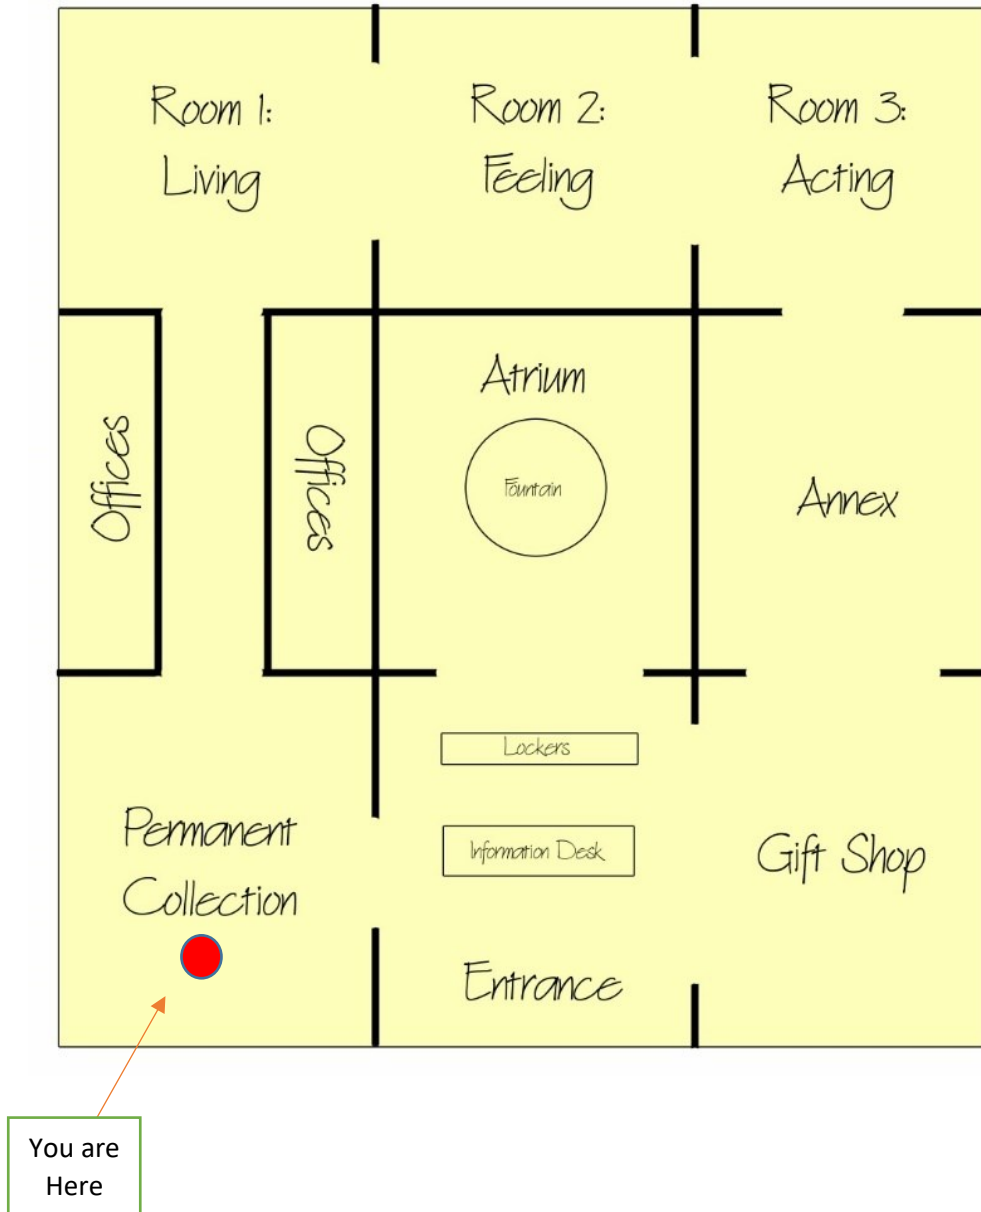 Room 1:
Living
Room 2:
Feeling
Room 3:
Acting
Offices
Offices
Atrium
Fountain
Annex
Lockers
Information Desk
Permanent
Collection
Gift Shop
Entrance
You are
Here